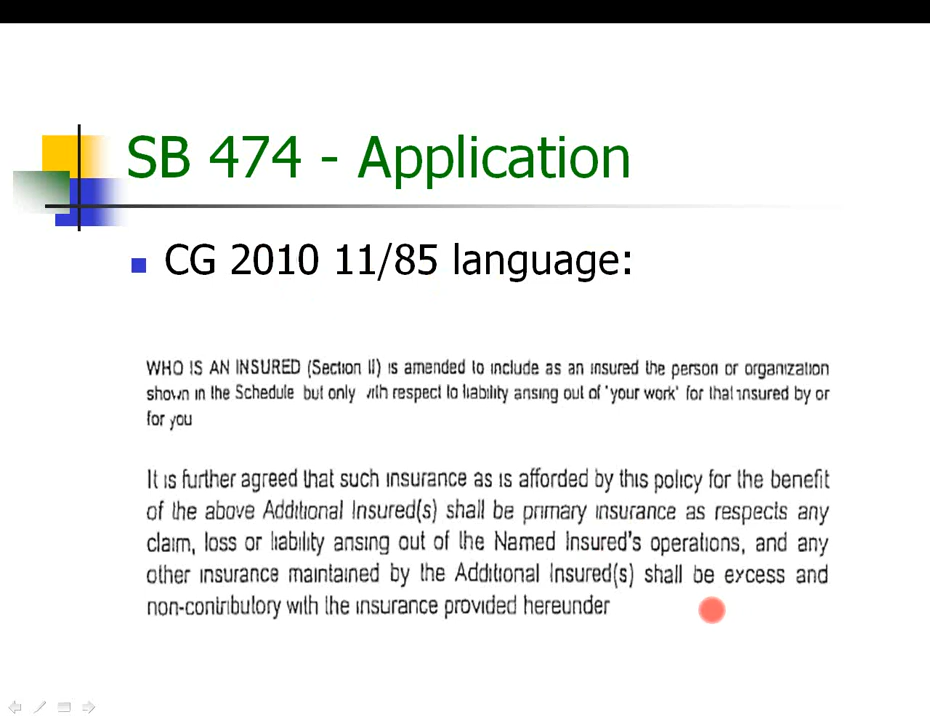 SB 474 - Application
CG 2010 11/85 language:
WHO IS AN INSURED (Section II) is amended to include as an insured the person or organization
shown in the Schedule but only with respect to liability arising out of 'your work' for that insured by or
for you
It is further agreed that such insurance as is afforded by this policy for the benefit
of the above Additional Insured(s) shall be primary insurance as respects any
claim, loss or liability arising out of the Named Insured's operations, and any
other insurance maintained by the Additional Insured(s) shall be excess and
non-contributory with the insurance provided hereunder